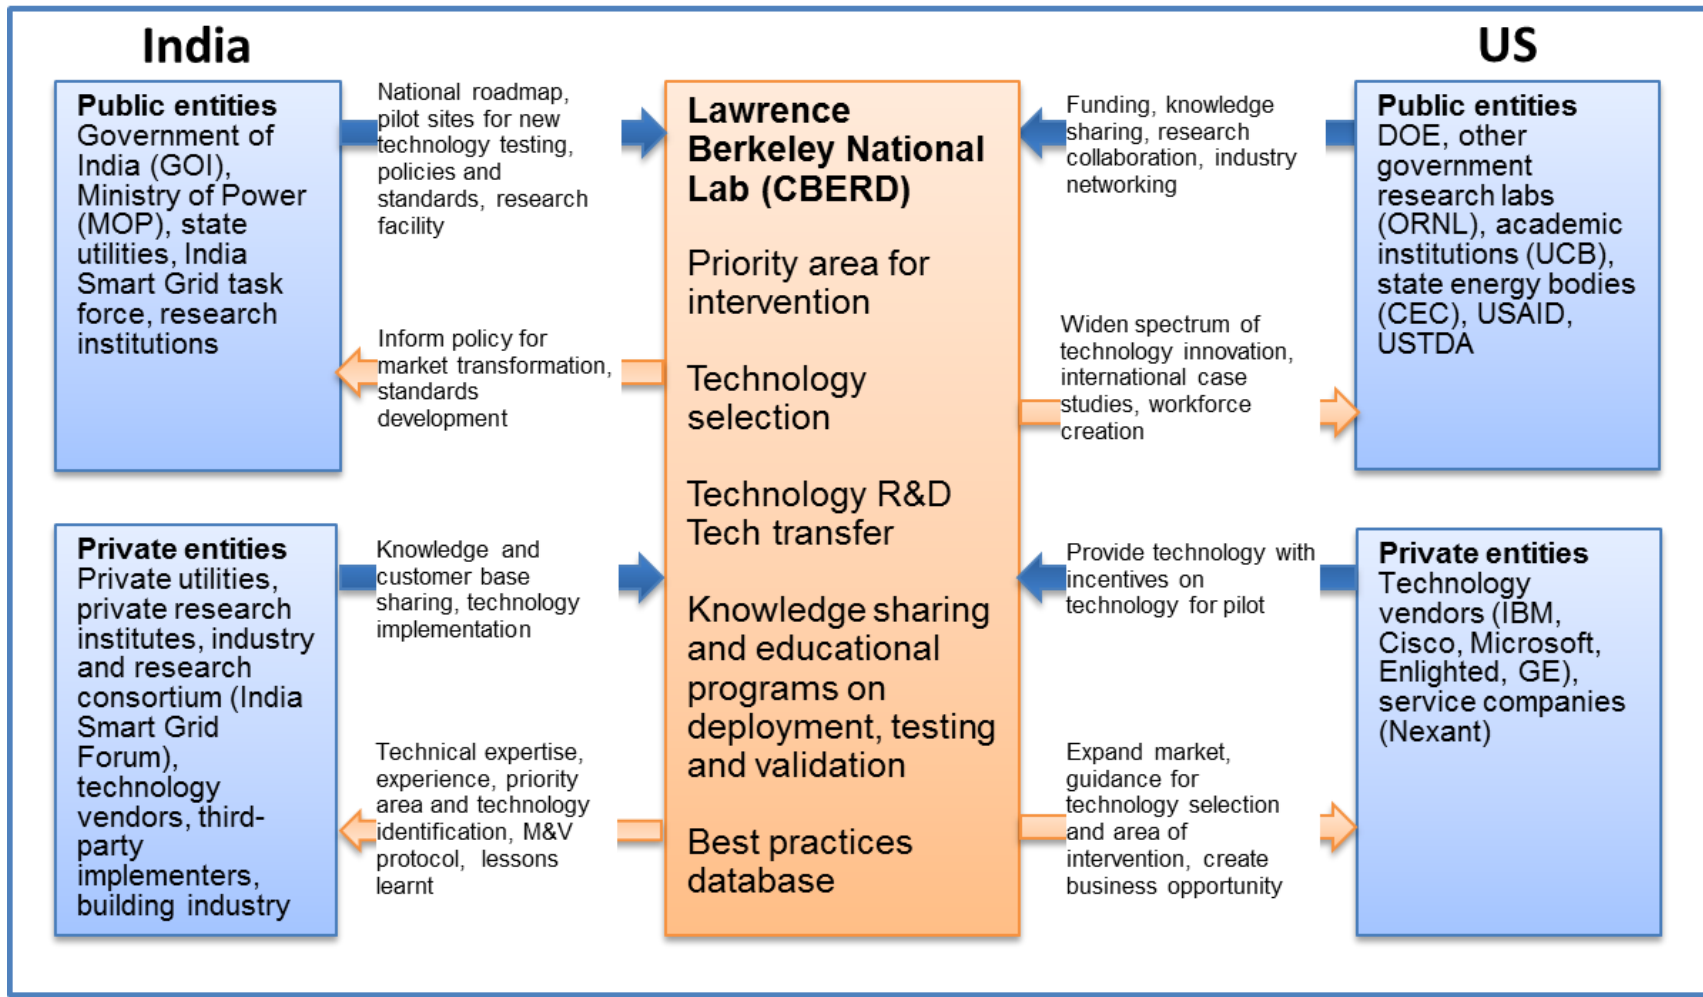 India
US
Public entities
Government of
India (GOI),
Ministry of Power
(MOP), state
utilities, India
Smart Grid task
force, research
institutions
National roadmap,
pilot sites for new
technology testing,
policies and
standards, research
facility
Inform policy for
market transformation,
standards
development
Private entities
Private utilities,
private research
institutes, industry
and research
consortium (India
Smart Grid
Forum),
technology
vendors, third-
party
implementers,
building industry
Knowledge and
customer base
sharing, technology
implementation
Technical expertise,
experience, priority
area and technology
identification, M&V
protocol, lessons
learnt
Lawrence
Berkeley National
Lab (CBERD)
Priority area for
intervention
Technology
selection
Technology R&D
Tech transfer
Knowledge sharing
and educational
programs on
deployment, testing
and validation
Best practices
database
Funding, knowledge
sharing, research
collaboration, industry
networking
Widen spectrum of
technology innovation,
international case
studies, workforce
creation
Provide technology with
incentives on
technology for pilot
Expand market,
guidance for
technology selection
and area of
intervention, create
business opportunity
Public entities
DOE, other
government
research labs
(ORNL), academic
institutions (UCB),
state energy bodies
(CEC), USAID,
USTDA
Private entities
Technology
vendors (IBM,
Cisco, Microsoft,
Enlighted, GE),
service companies
(Nexant)